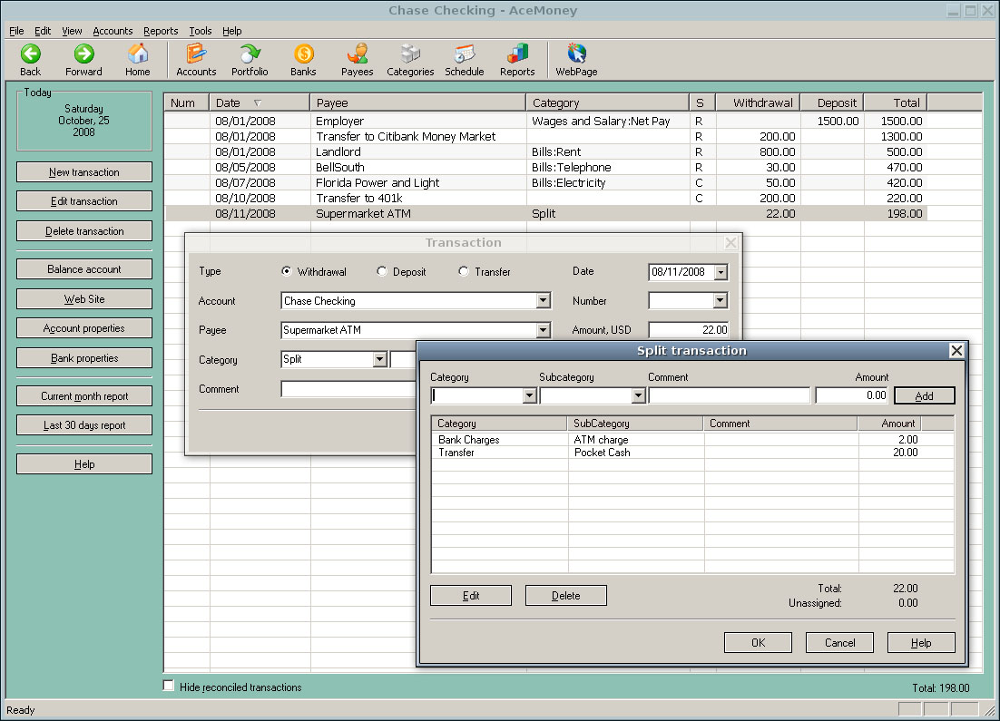 Chase Checking - AceMoney
File Edit View Accounts Reports Tools Help
Back Forward Home Accounts Portfolio Banks Payees Categories Schedule Reports WebPage
Today
Saturday
October, 25
2008
New transaction
Edit transaction
Delete transaction
Balance account
Web Site
Account properties
Bank properties
Current month report
Last 30 days report
Help
Num Date Payee Category S Withdrawal Deposit Total
08/01/2008 Employer Wages and Salary:Net Pay R 1500.00 1500.00
08/01/2008 Transfer to Citibank Money Market R 200.00 1300.00
08/01/2008 Landlord Bills:Rent R 800.00 500.00
08/05/2008 BellSouth Bills:Telephone R 30.00 470.00
08/07/2008 Florida Power and Light Bills:Electricity C 50.00 420.00
08/10/2008 Transfer to 401k C 200.00 220.00
08/11/2008 Supermarket ATM Split 22.00 198.00
Transaction
Type Withdrawal Deposit Transfer Date 08/11/2008
Account Chase Checking Number
Payee Supermarket ATM Amount, USD 22.00
Category Split
Comment
Split transaction
Category Subcategory Comment Amount
0.00 Add
Category SubCategory Comment Amount
Bank Charges ATM charge 2.00
Transfer Pocket Cash 20.00
Edit Delete
Total: 22.00
Unassigned: 0.00
OK Cancel Help
Hide reconciled transactions
Total: 198.00
Ready